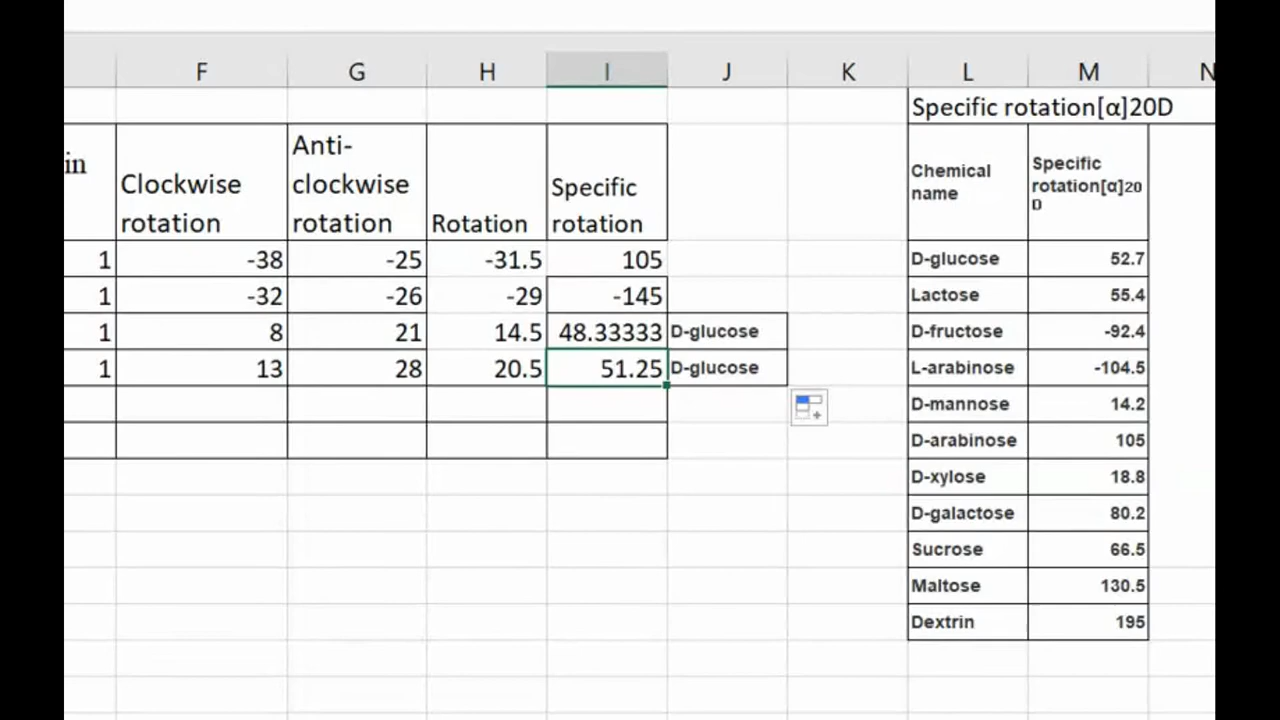 F G H I J K L M N
Specific rotation[α]20D
in
Clockwise
rotation
Anti-
clockwise
rotation
Rotation
Specific
rotation
Chemical
name
Specific
rotation[α]20
D
1 -38 -25 -31.5 105 D-glucose 52.7
1 -32 -26 -29 -145 Lactose 55.4
1 8 21 14.5 48.33333 D-glucose D-fructose -92.4
1 13 28 20.5 51.25 D-glucose L-arabinose -104.5
D-mannose 14.2
D-arabinose 105
D-xylose 18.8
D-galactose 80.2
Sucrose 66.5
Maltose 130.5
Dextrin 195